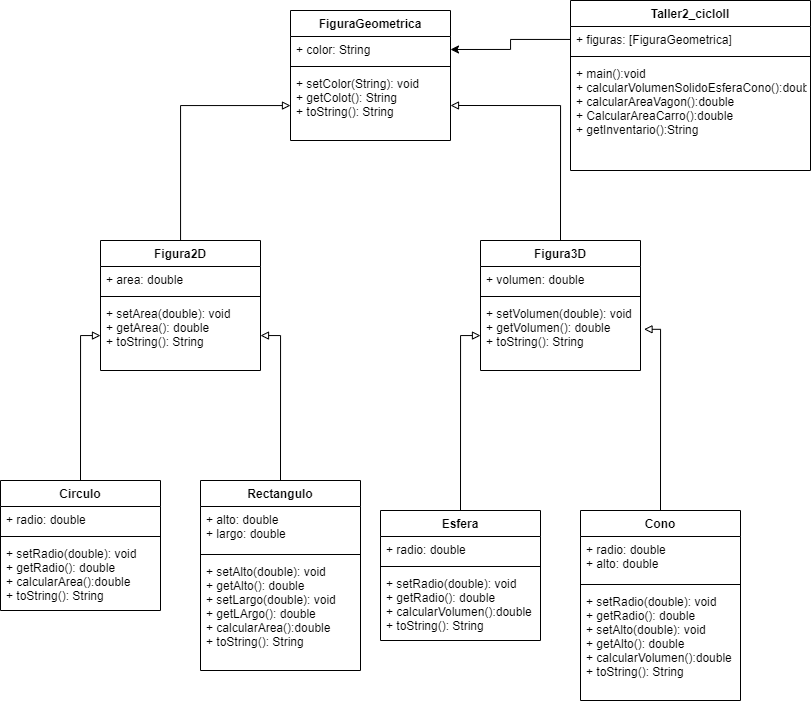 FiguraGeometrica
+ color: String
+ setColor(String): void
+ getColot(): String
+ toString(): String
Taller2_cicloII
+ figuras: [FiguraGeometrica]
+ main():void
+ calcularVolumenSolidoEsferaCono():dout
+ calcularAreaVagon():double
+ CalcularAreaCarro():double
+ getInventario():String
Figura2D
+ area: double
+ setArea(double): void
+ getArea(): double
+ toString(): String
Figura3D
+ volumen: double
+ setVolumen(double): void
+ getVolumen(): double
+ toString(): String
Circulo
+ radio: double
+ setRadio(double): void
+ getRadio(): double
+ calcularArea():double
+ toString(): String
Rectangulo
+ alto: double
+ largo: double
+ setAlto(double): void
+ getAlto(): double
+ setLargo(double): void
+ getLArgo(): double
+ calcularArea():double
+ toString(): String
Esfera
+ radio: double
+ setRadio(double): void
+ getRadio(): double
+ calcularVolumen():double
+ toString(): String
Cono
+ radio: double
+ alto: double
+ setRadio(double): void
+ getRadio(): double
+ setAlto(double): void
+ getAlto(): double
+ calcularVolumen():double
+ toString(): String